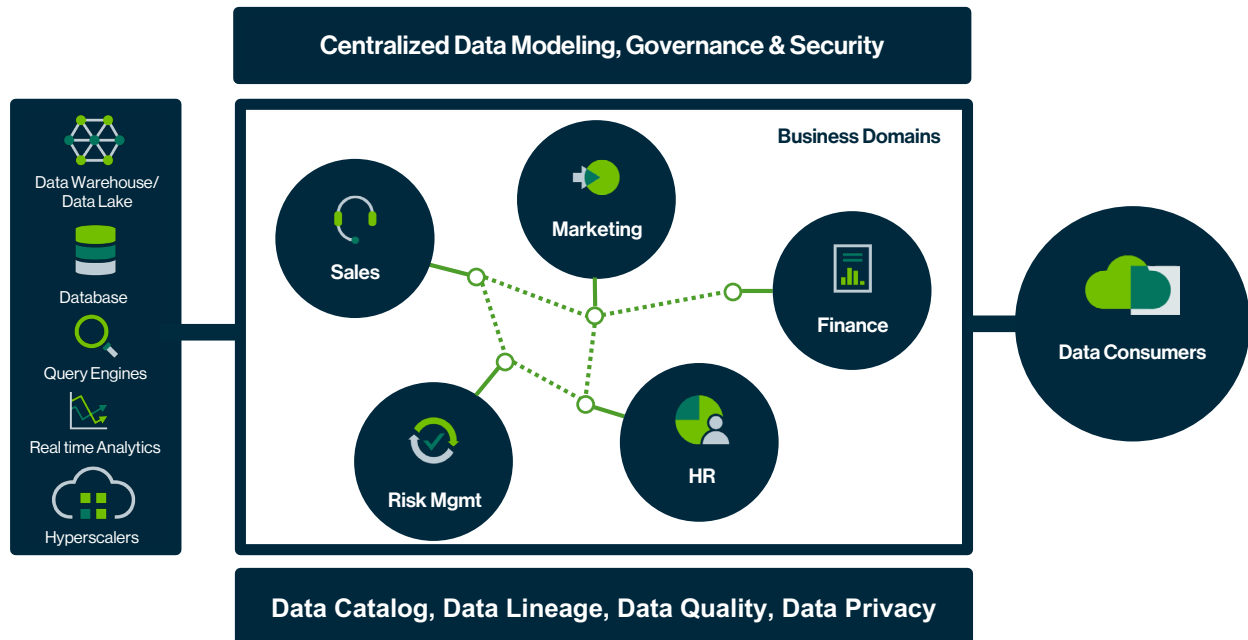 Centralized Data Modeling, Governance & Security
Data Warehouse/
Data Lake
Database
Query Engines
Real time Analytics
Hyperscalers
Business Domains
Sales
Marketing
Finance
Risk Mgmt
HR
Data Consumers
Data Catalog, Data Lineage, Data Quality, Data Privacy